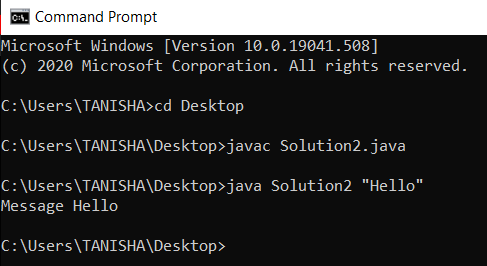 Command Prompt
Microsoft Windows [Version 10.0.19041.508]
(c) 2020 Microsoft Corporation. All rights reserved.
C:\Users\TANISHA>cd Desktop
C:\Users\TANISHA\Desktop>javac Solution2.java
C:\Users\TANISHA\Desktop>java Solution2 "Hello"
Message Hello
C:\Users\TANISHA\Desktop>